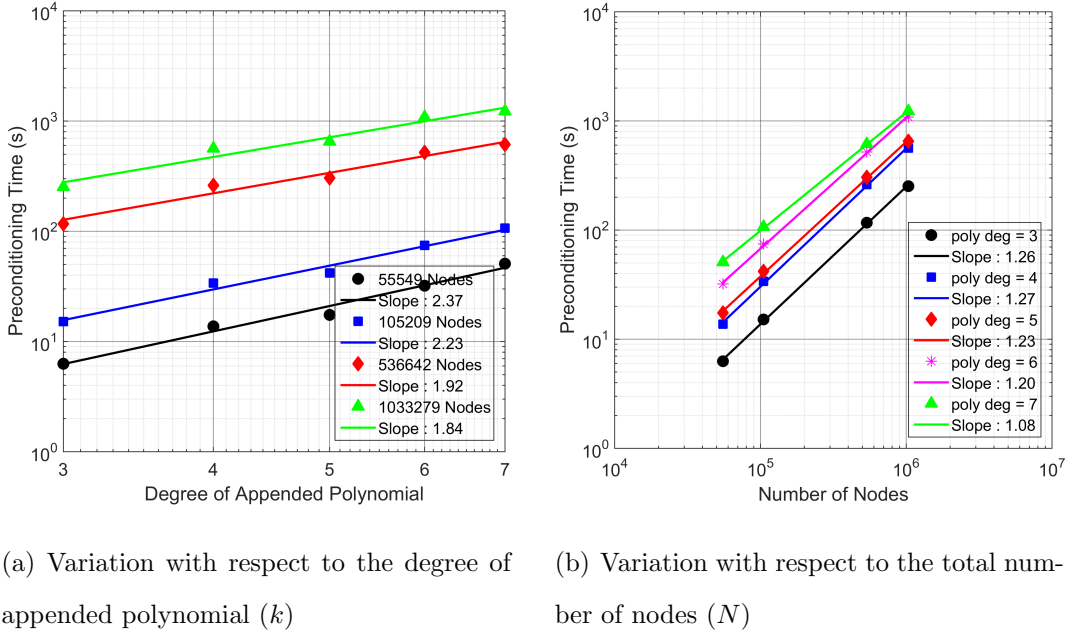 10^4
10^3
10^2
10^1
10^0
Preconditioning Time (s)
3
4
5
6
7
Degree of Appended Polynomial
55549 Nodes
Slope : 2.37
105209 Nodes
Slope : 2.23
536642 Nodes
Slope : 1.92
1033279 Nodes
Slope : 1.84
10^4
10^3
10^2
10^1
10^0
Preconditioning Time (s)
10^4
10^5
10^6
10^7
Number of Nodes
poly deg = 3
Slope : 1.26
poly deg = 4
Slope : 1.27
poly deg = 5
Slope : 1.23
poly deg = 6
Slope : 1.20
poly deg = 7
Slope : 1.08
(a) Variation with respect to the degree of
appended polynomial (k)
(b) Variation with respect to the total num-
ber of nodes (N)